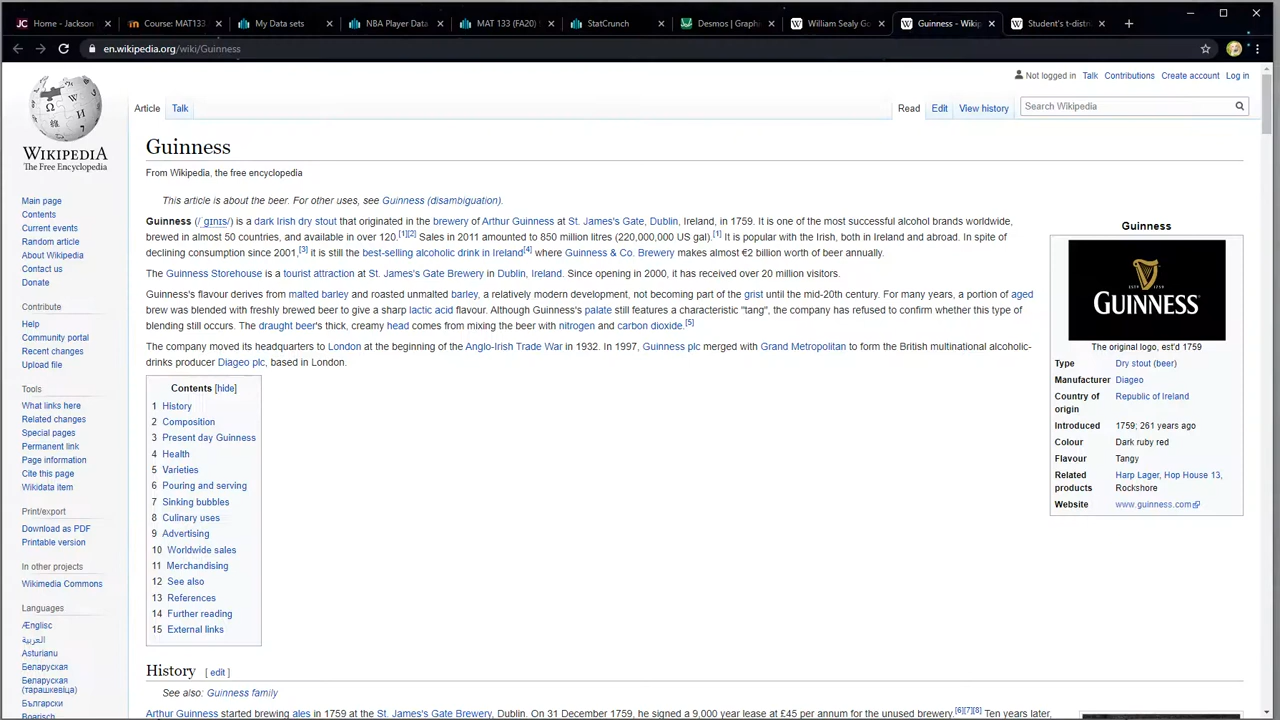 Home - Jackson
Course: MAT133
My Data sets
NBA Player Data
MAT 133 (FA20)
StatCrunch
Desmos | Graph
William Sealy Go
Guinness - Wiki
Student's t-distr
en.wikipedia.org/wiki/Guinness
Not logged in Talk Contributions Create account Log in
Article Talk Read Edit View history Search Wikipedia
WIKIPEDIA
The Free Encyclopedia
Main page
Contents
Current events
Random article
About Wikipedia
Contact us
Donate
Contribute
Help
Community portal
Recent changes
Upload file
Tools
What links here
Related changes
Special pages
Permanent link
Page information
Cite this page
Wikidata item
Print/export
Download as PDF
Printable version
In other projects
Wikimedia Commons
Languages
Ænglisc
العربية
Asturianu
Беларуская
Беларуская
(тарашкевіца)
Български
Boarisch
Guinness
From Wikipedia, the free encyclopedia
This article is about the beer. For other uses, see Guinness (disambiguation).
Guinness (/ˈɡɪnɪs/) is a dark Irish dry stout that originated in the brewery of Arthur Guinness at St. James's Gate, Dublin, Ireland, in 1759. It is one of the most successful alcohol brands worldwide,
brewed in almost 50 countries, and available in over 120.[1][2] Sales in 2011 amounted to 850 million litres (220,000,000 US gal).[1] It is popular with the Irish, both in Ireland and abroad. In spite of
declining consumption since 2001,[3] it is still the best-selling alcoholic drink in Ireland[4] where Guinness & Co. Brewery makes almost €2 billion worth of beer annually.
The Guinness Storehouse is a tourist attraction at St. James's Gate Brewery in Dublin, Ireland. Since opening in 2000, it has received over 20 million visitors.
Guinness's flavour derives from malted barley and roasted unmalted barley, a relatively modern development, not becoming part of the grist until the mid-20th century. For many years, a portion of aged
brew was blended with freshly brewed beer to give a sharp lactic acid flavour. Although Guinness's palate still features a characteristic "tang", the company has refused to confirm whether this type of
blending still occurs. The draught beer's thick, creamy head comes from mixing the beer with nitrogen and carbon dioxide.[5]
The company moved its headquarters to London at the beginning of the Anglo-Irish Trade War in 1932. In 1997, Guinness plc merged with Grand Metropolitan to form the British multinational alcoholic-
drinks producer Diageo plc, based in London.
Contents [hide]
1 History
2 Composition
3 Present day Guinness
4 Health
5 Varieties
6 Pouring and serving
7 Sinking bubbles
8 Culinary uses
9 Advertising
10 Worldwide sales
11 Merchandising
12 See also
13 References
14 Further reading
15 External links
History [ edit ]
See also: Guinness family
Arthur Guinness started brewing ales in 1759 at the St. James's Gate Brewery, Dublin. On 31 December 1759, he signed a 9,000 year lease at £45 per annum for the unused brewery.[6][7][8] Ten years later,
Guinness
ESTD 1759
GUINNESS
The original logo, est'd 1759
Type Dry stout (beer)
Manufacturer Diageo
Country of Republic of Ireland
origin
Introduced 1759; 261 years ago
Colour Dark ruby red
Flavour Tangy
Related Harp Lager, Hop House 13,
products Rockshore
Website www.guinness.com